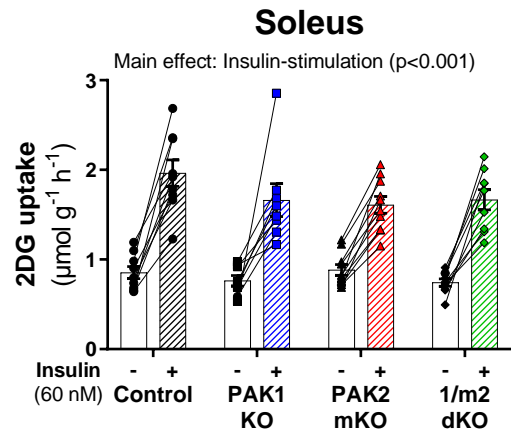 Soleus
Main effect: Insulin-stimulation (p<0.001)
2DG uptake
(µmol g⁻¹ h⁻¹)
3
2
1
0
Insulin - + - + - + - +
(60 nM) Control PAK1 PAK2 1/m2
KO mKO dKO